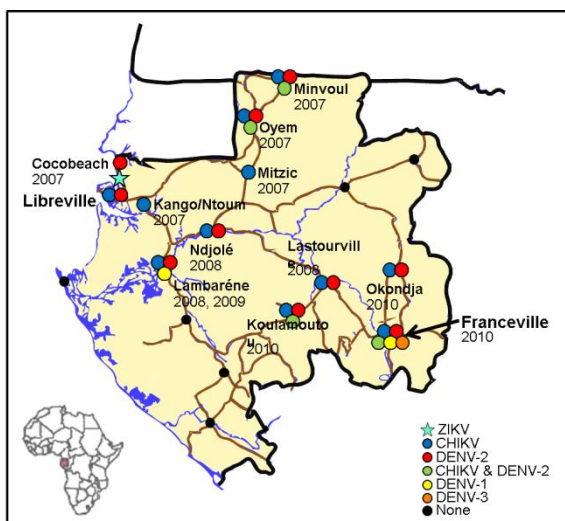 Minvoul
2007
Oyem
2007
Cocobeach
2007
Mitzic
2007
Libreville
Kango/Ntoum
2007
Ndjolé
2008
Lastourvill
e
2008
Lambaréne
2008, 2009
Okondja
2010
Koulamouto
u
2010
Franceville
2010
ZIKV
CHIKV
DENV-2
CHIKV & DENV-2
DENV-1
DENV-3
None